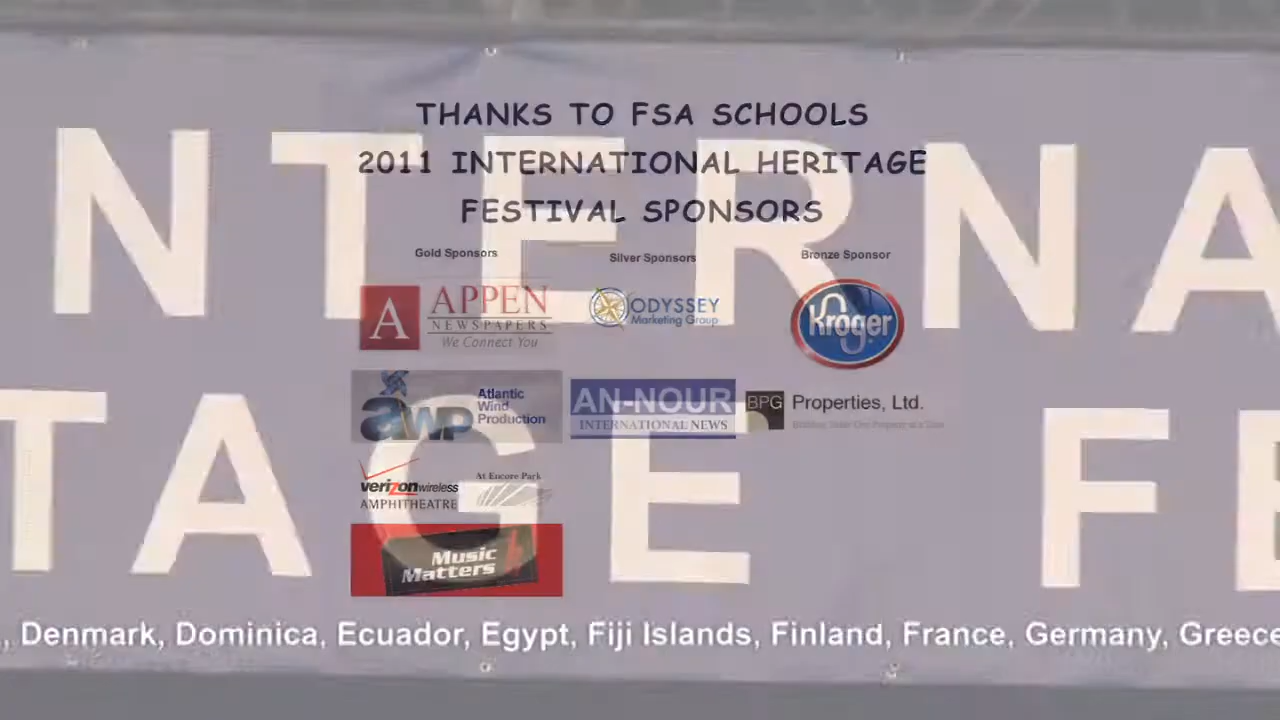 THANKS TO FSA SCHOOLS
2011 INTERNATIONAL HERITAGE
FESTIVAL SPONSORS
NTERNA
Gold Sponsors
Silver Sponsors
Bronze Sponsor
A APPEN
NEWSPAPERS
We Connect You
ODYSSEY
Marketing Group
Kroger
awp Atlantic
Wind
Production
AN-NOUR
INTERNATIONAL NEWS
BPG Properties, Ltd.
TAGE FE
verizonwireless
AMPHITHEATRE
At Encore Park
Music
Matters
, Denmark, Dominica, Ecuador, Egypt, Fiji Islands, Finland, France, Germany, Greece